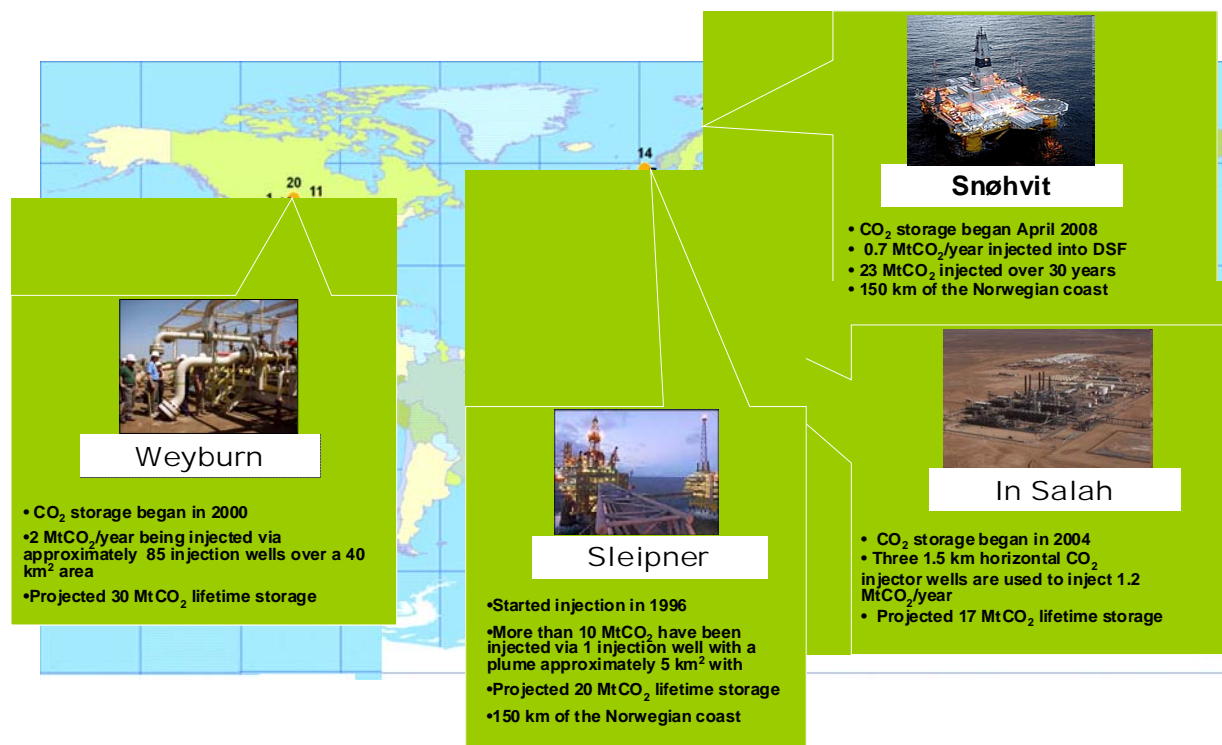 14
20
11
1
Snøhvit
• CO₂ storage began April 2008
• 0.7 MtCO₂/year injected into DSF
• 23 MtCO₂ injected over 30 years
• 150 km of the Norwegian coast
Weyburn
• CO₂ storage began in 2000
•2 MtCO₂/year being injected via
approximately 85 injection wells over a 40
km² area
•Projected 30 MtCO₂ lifetime storage
Sleipner
•Started injection in 1996
•More than 10 MtCO₂ have been
injected via 1 injection well with a
plume approximately 5 km² with
•Projected 20 MtCO₂ lifetime storage
•150 km of the Norwegian coast
In Salah
• CO₂ storage began in 2004
• Three 1.5 km horizontal CO₂
injector wells are used to inject 1.2
MtCO₂/year
• Projected 17 MtCO₂ lifetime storage